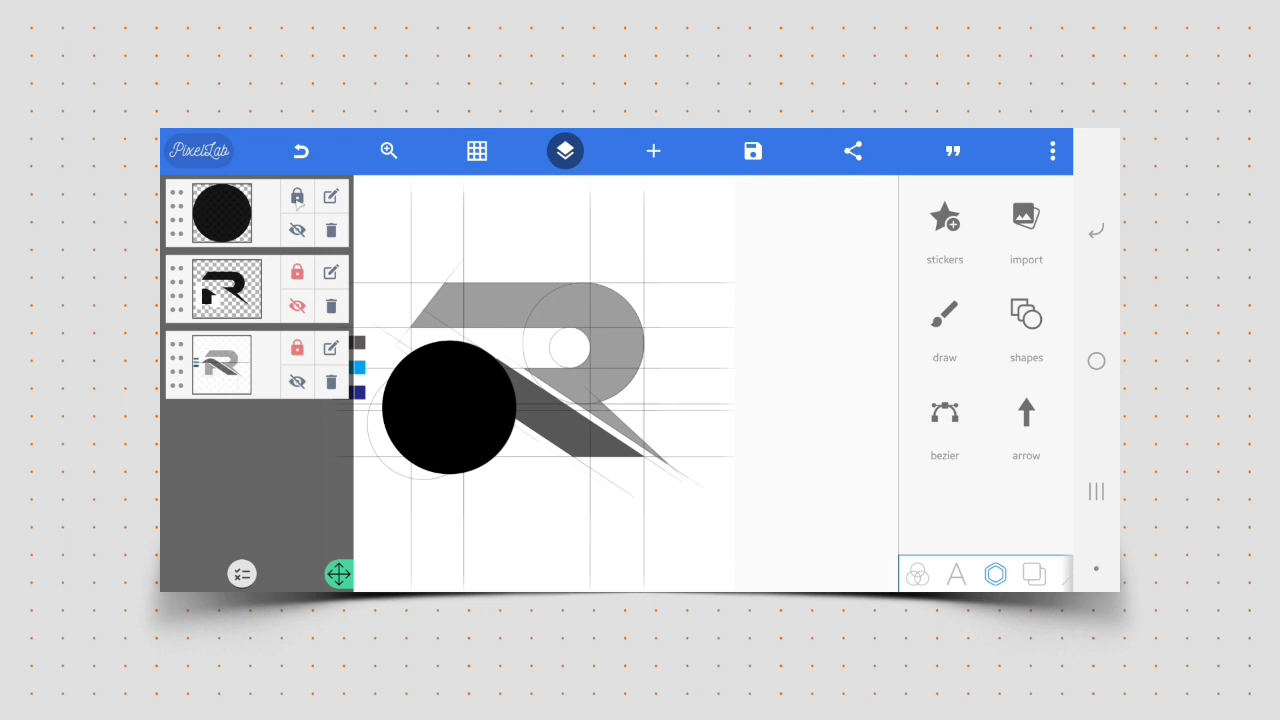 PixelLab
stickers
import
draw
shapes
bezier
arrow